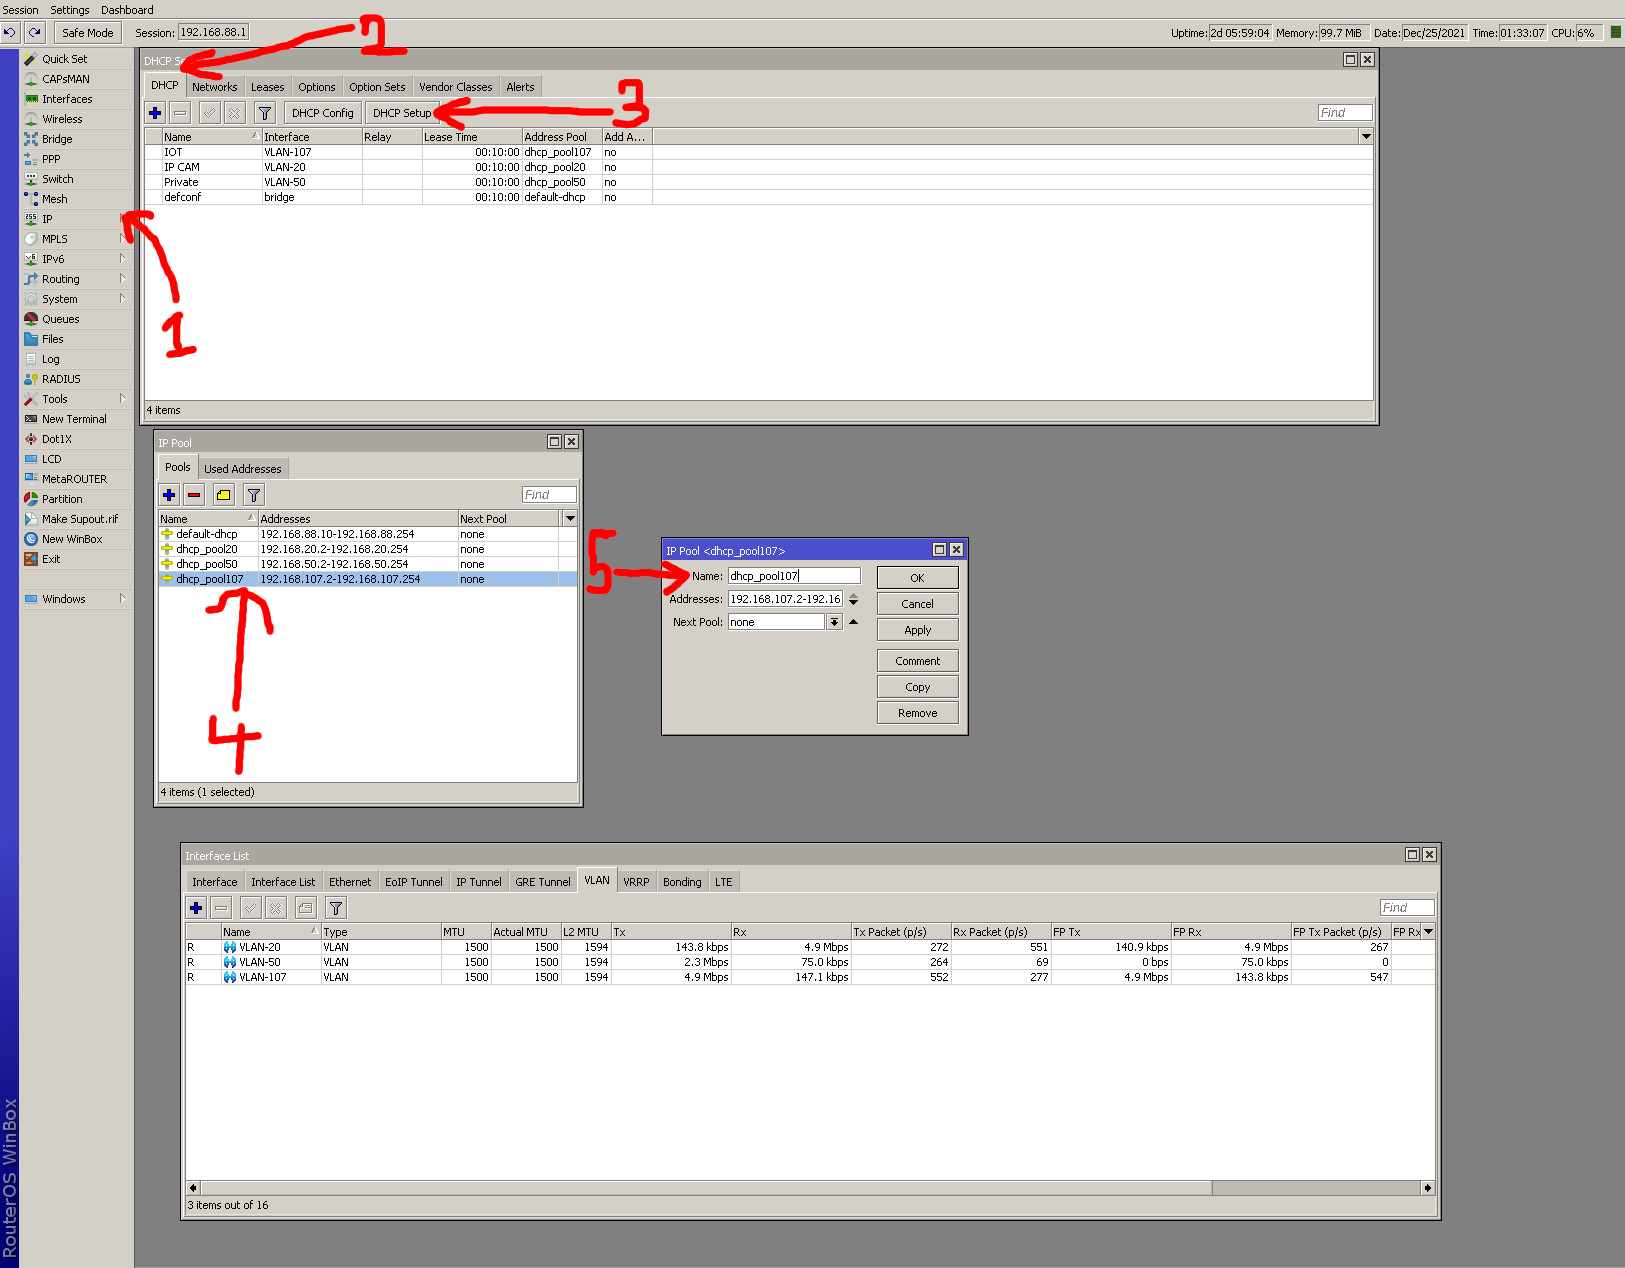 Session Settings Dashboard
Safe Mode Session: 192.168.88.1 Uptime: 2d 05:59:04 Memory: 99.7 MiB Date: Dec/25/2021 Time: 01:33:07 CPU: 6%
Quick Set
CAPsMAN
Interfaces
Wireless
Bridge
PPP
Switch
Mesh
IP
MPLS
IPv6
Routing
System
Queues
Files
Log
RADIUS
Tools
New Terminal
Dot1X
LCD
MetaROUTER
Partition
Make Supout.rif
New WinBox
Exit
Windows
RouterOS WinBox
1
2
DHCP Se
DHCP Networks Leases Options Option Sets Vendor Classes Alerts
DHCP Config DHCP Setup Find
3
Name Interface Relay Lease Time Address Pool Add A...
IOT VLAN-107 00:10:00 dhcp_pool107 no
IP CAM VLAN-20 00:10:00 dhcp_pool20 no
Private VLAN-50 00:10:00 dhcp_pool50 no
defconf bridge 00:10:00 default-dhcp no
4 items
IP Pool
Pools Used Addresses
Find
Name Addresses Next Pool
default-dhcp 192.168.88.10-192.168.88.254 none
dhcp_pool20 192.168.20.2-192.168.20.254 none
dhcp_pool50 192.168.50.2-192.168.50.254 none
dhcp_pool107 192.168.107.2-192.168.107.254 none
4
4 items (1 selected)
5
IP Pool <dhcp_pool107>
Name: dhcp_pool107 OK
Addresses: 192.168.107.2-192.16 Cancel
Next Pool: none Apply
Comment
Copy
Remove
Interface List
Interface Interface List Ethernet EoIP Tunnel IP Tunnel GRE Tunnel VLAN VRRP Bonding LTE
Find
Name Type MTU Actual MTU L2 MTU Tx Rx Tx Packet (p/s) Rx Packet (p/s) FP Tx FP Rx FP Tx Packet (p/s) FP Rx
R VLAN-20 VLAN 1500 1500 1594 143.8 kbps 4.9 Mbps 272 551 140.9 kbps 4.9 Mbps 267
R VLAN-50 VLAN 1500 1500 1594 2.3 Mbps 75.0 kbps 264 69 0 bps 75.0 kbps 0
R VLAN-107 VLAN 1500 1500 1594 4.9 Mbps 147.1 kbps 552 277 4.9 Mbps 143.8 kbps 547
3 items out of 16